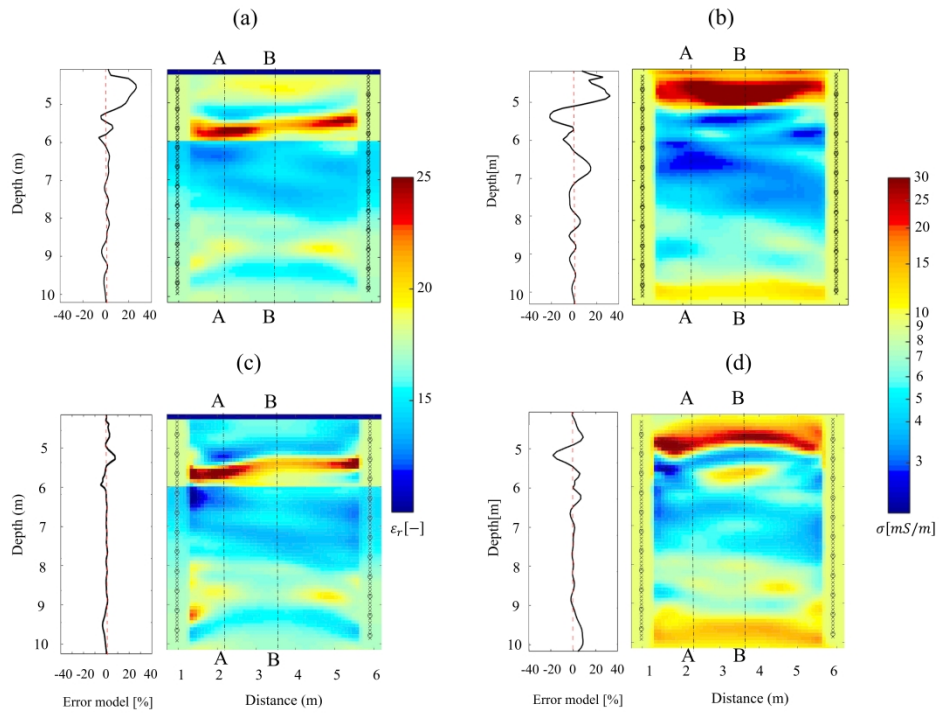 (a)
(b)
A B
A B
5
6
7
8
9
10
Depth (m)
-40 -20 0 20 40
A B
5
6
7
8
9
10
Depth[m]
-40 -20 0 20 40
A B
25
20
15
ε_r[−]
30
20
10
9
8
7
6
5
4
3
σ[mS/m]
(c)
(d)
A B
A B
5
6
7
8
9
10
Depth (m)
-40 -20 0 20 40
Error model [%]
A B
1 2 3 4 5 6
Distance (m)
5
6
7
8
9
10
Depth[m]
-40 -20 0 20 40
Error model [%]
A B
1 2 3 4 5 6
Distance (m)